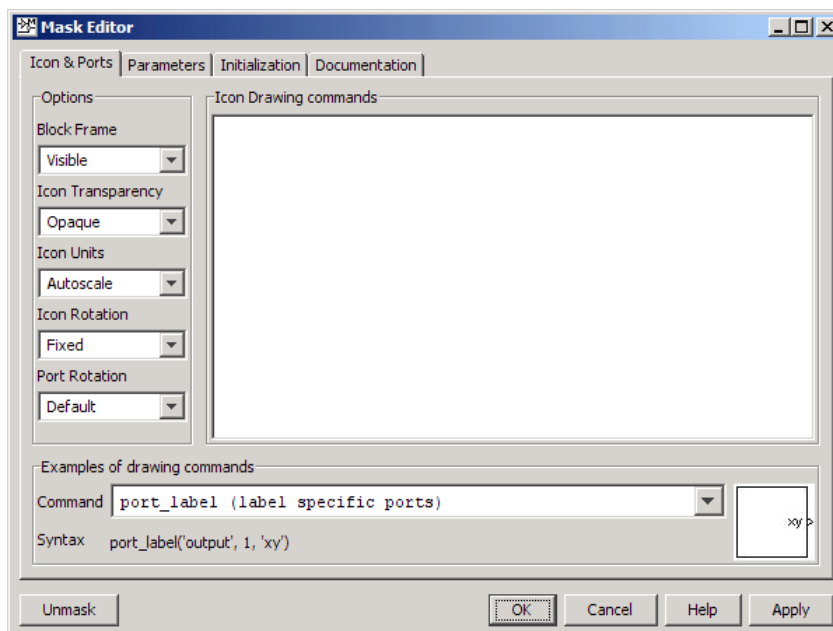 Mask Editor
Icon & Ports
Parameters
Initialization
Documentation
Options
Block Frame
Visible
Icon Transparency
Opaque
Icon Units
Autoscale
Icon Rotation
Fixed
Port Rotation
Default
Icon Drawing commands
Examples of drawing commands
Command
port_label (label specific ports)
Syntax
port_label('output', 1, 'xy')
xy >
Unmask
OK
Cancel
Help
Apply